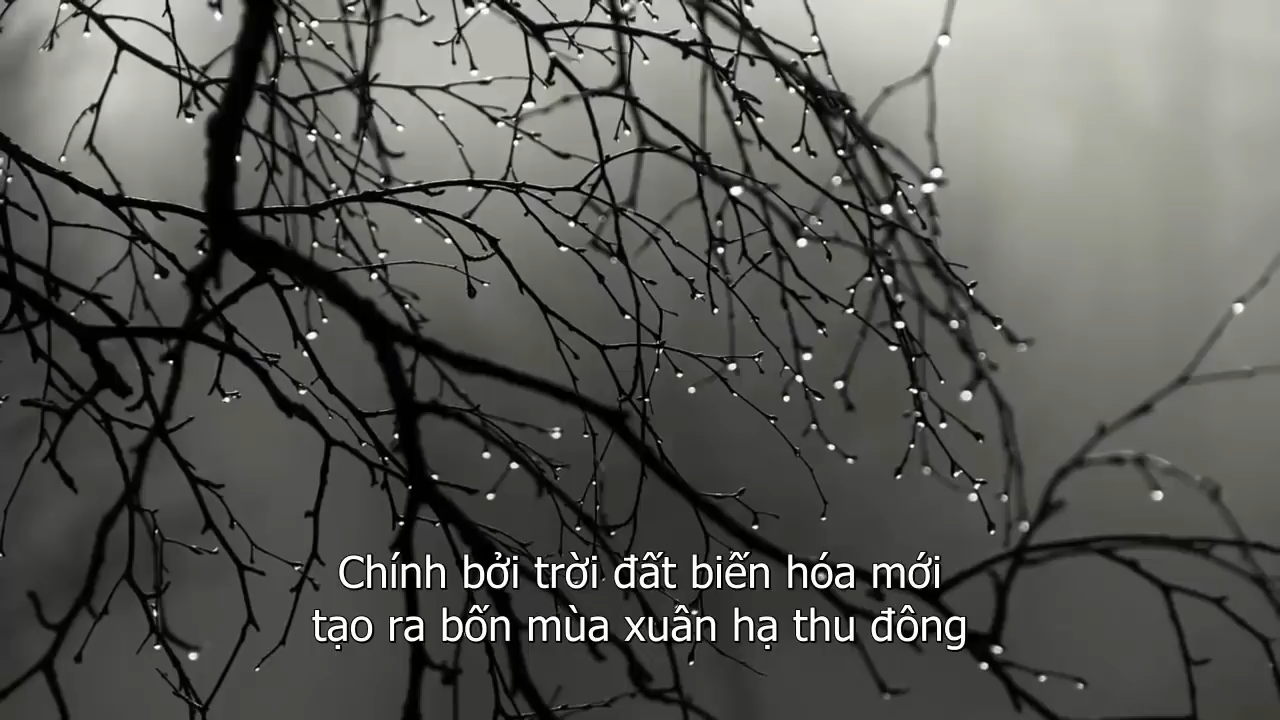 Chính bởi trời đất biến hóa mới
tạo ra bốn mùa xuân hạ thu đông